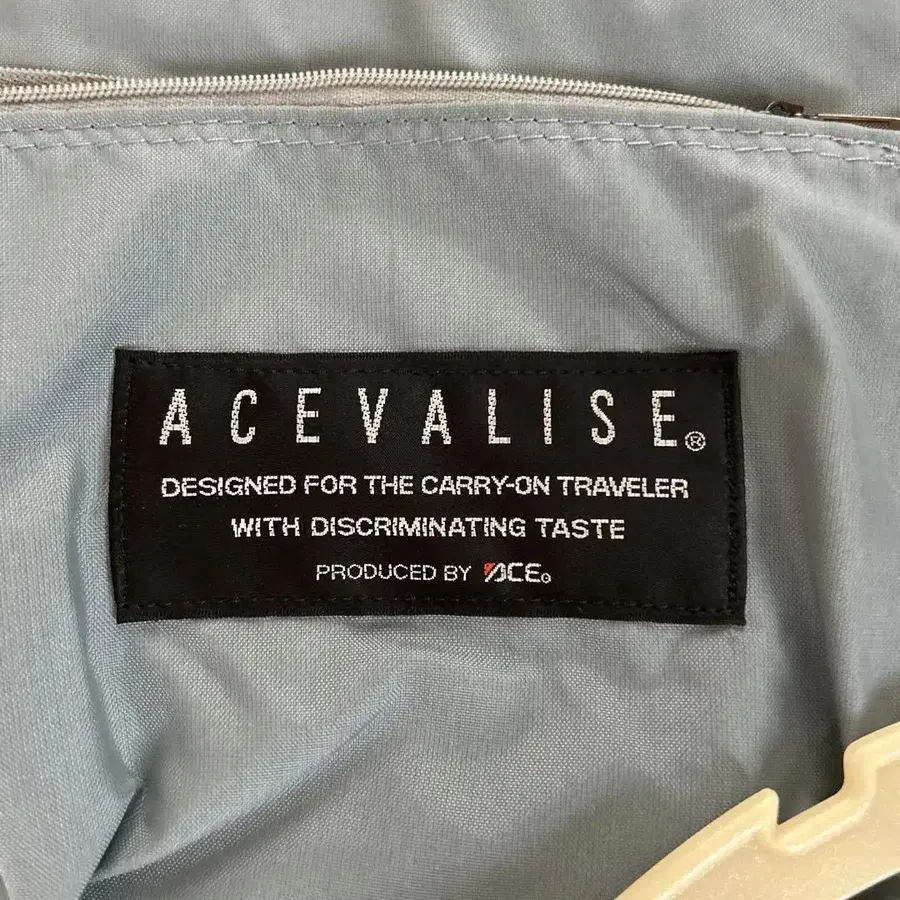 ACEVALISE®
DESIGNED FOR THE CARRY-ON TRAVELER
WITH DISCRIMINATING TASTE
PRODUCED BY ACE®